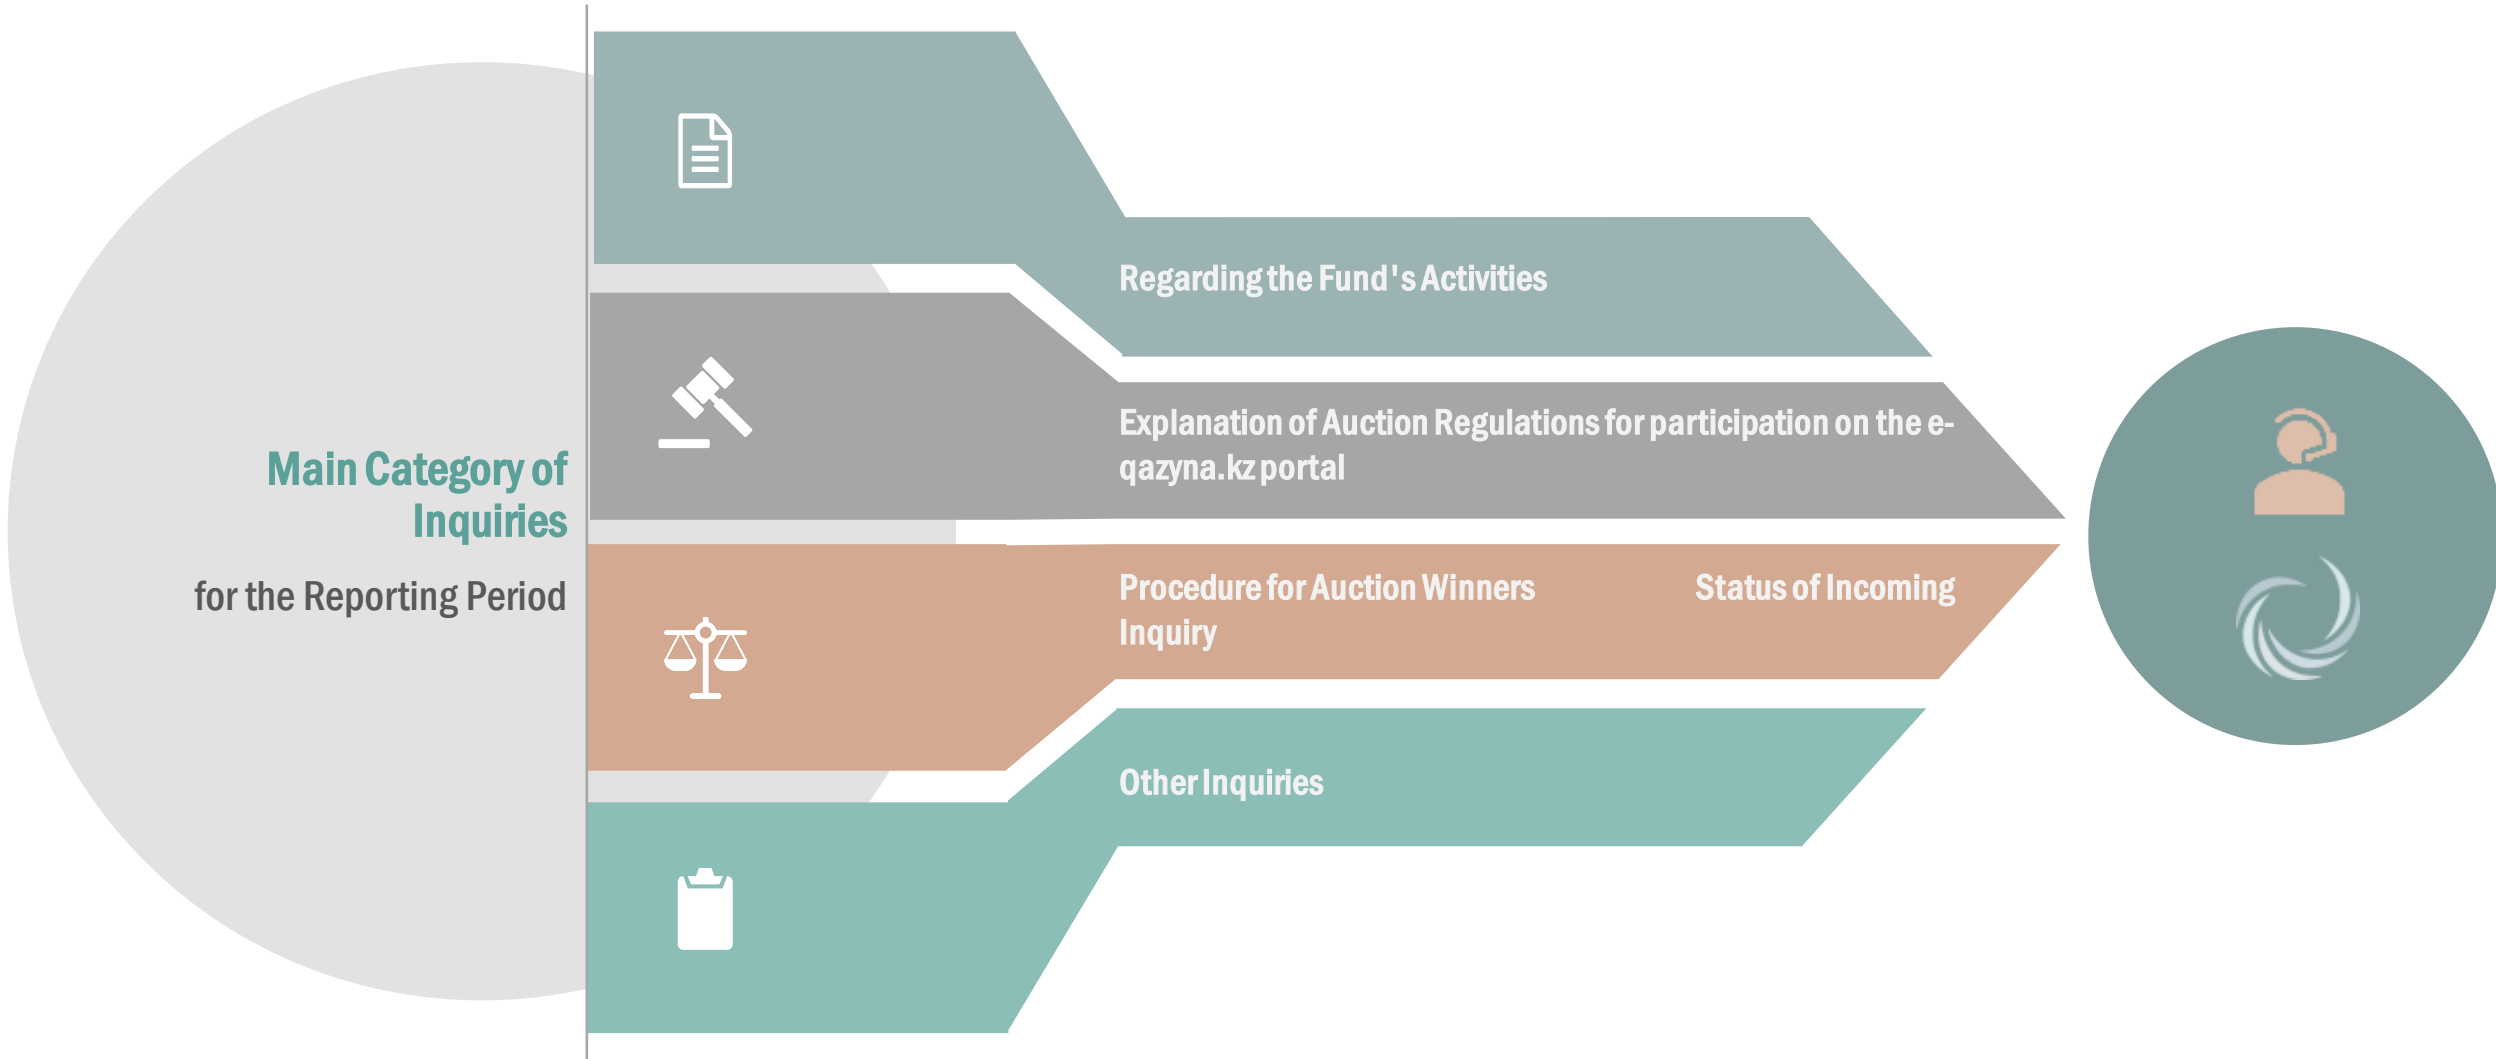 Main Category of
Inquiries
for the Reporting Period
Regarding the Fund's Activities
Explanation of Auction Regulations for participation on the e-
qazyna.kz portal
Procedure for Auction Winners Status of Incoming
Inquiry
Other Inquiries